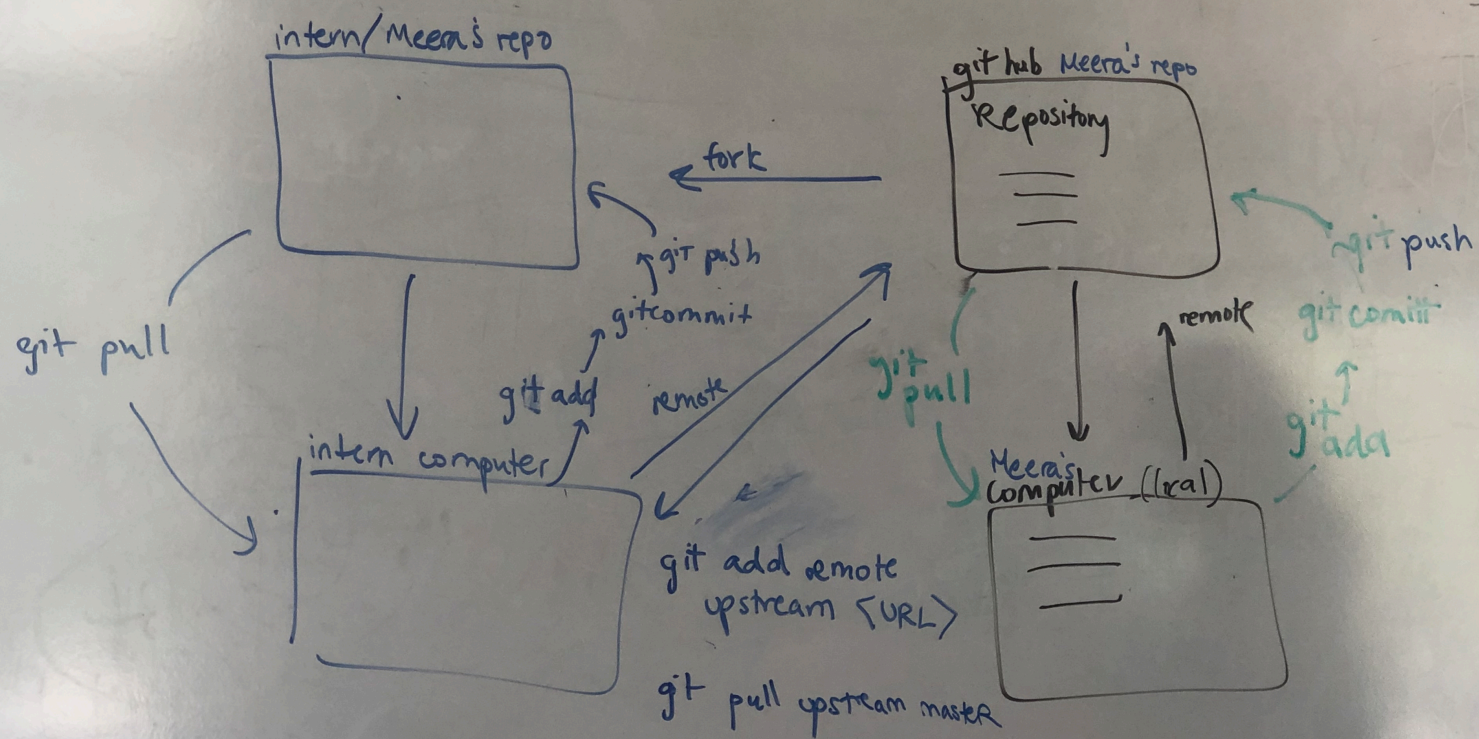 intern/Meera's repo
github Meera's repo
Repository
fork
git push
git push
gitcommit
remote
git comitt
git pull
git
pull
git add
remote
git
add
intern computer
Meera's
Computer (local)
git add remote
upstream <URL>
git pull upstream master